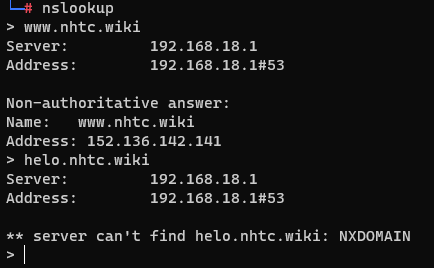 └─# nslookup
> www.nhtc.wiki
Server:         192.168.18.1
Address:        192.168.18.1#53

Non-authoritative answer:
Name:   www.nhtc.wiki
Address: 152.136.142.141
> helo.nhtc.wiki
Server:         192.168.18.1
Address:        192.168.18.1#53

** server can't find helo.nhtc.wiki: NXDOMAIN
>